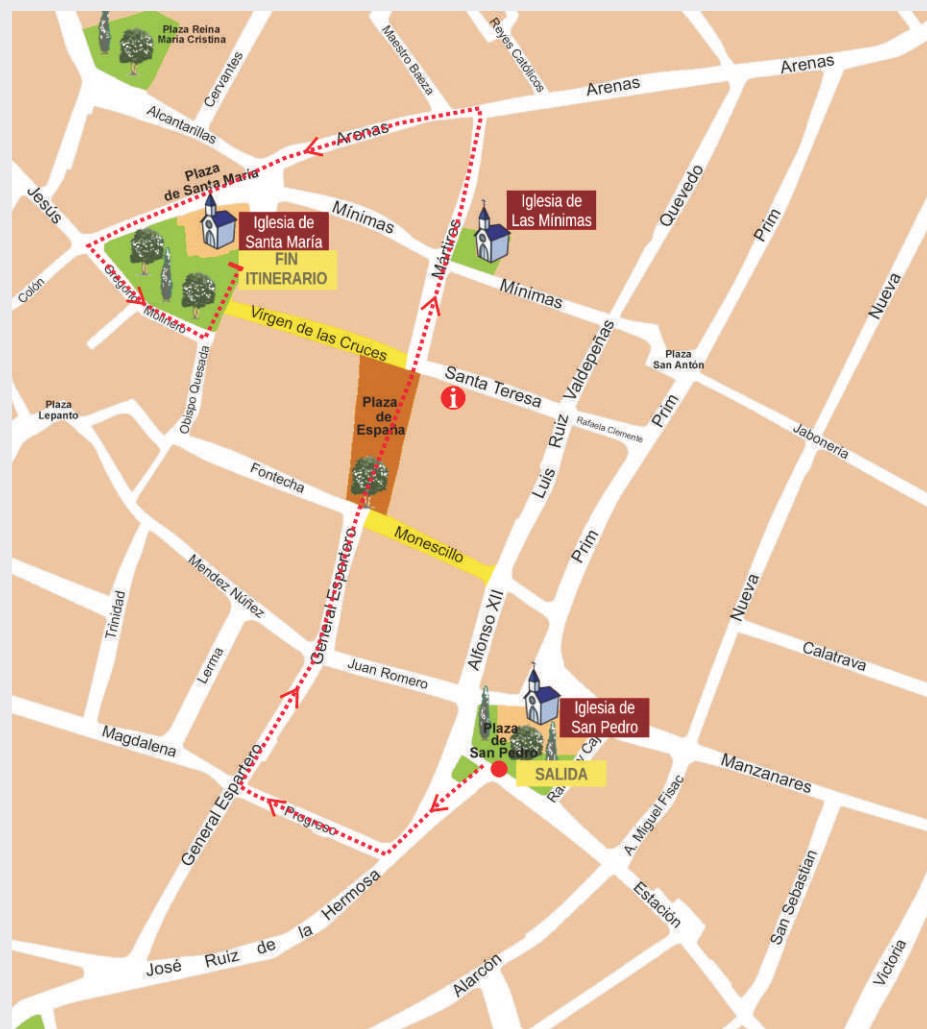 Plaza Reina
María Cristina
Cervantes
Maestro Baeza
Reyes Católicos
Arenas
Arenas
Arenas
Alcantarillas
Plaza
de Santa María
Jesús
Colón
Gregorio Molinero
Iglesia de
Santa María
FIN
ITINERARIO
Mínimas
Iglesia de
Las Mínimas
Mártires
Mínimas
Quevedo
Prim
Nueva
Virgen de las Cruces
Obispo Quesada
Plaza
Lepanto
Plaza
de
España
i
Santa Teresa
Luis Ruiz Valdepeñas
Rafaela Clemente
Plaza
San Antón
Prim
Jabonería
Fontecha
Monescillo
Prim
Nueva
Mendez Núñez
Trinidad
Lerma
General Espartero
Juan Romero
Alfonso XII
Calatrava
Iglesia de
San Pedro
Plaza
de
San Pedro
SALIDA
Magdalena
General Espartero
Progreso
Manzanares
A. Miguel Fisac
San Sebastian
Estación
José Ruiz de la Hermosa
Alarcón
Victoria